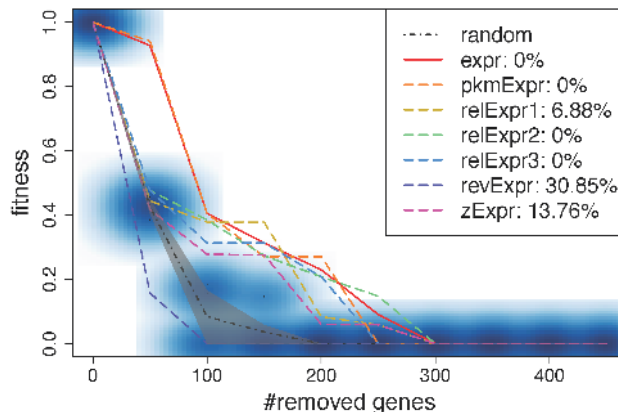 1.0
0.8
0.6
0.4
0.2
0.0
fitness
0
100
200
300
400
#removed genes
random
expr: 0%
pkmExpr: 0%
relExpr1: 6.88%
relExpr2: 0%
relExpr3: 0%
revExpr: 30.85%
zExpr: 13.76%